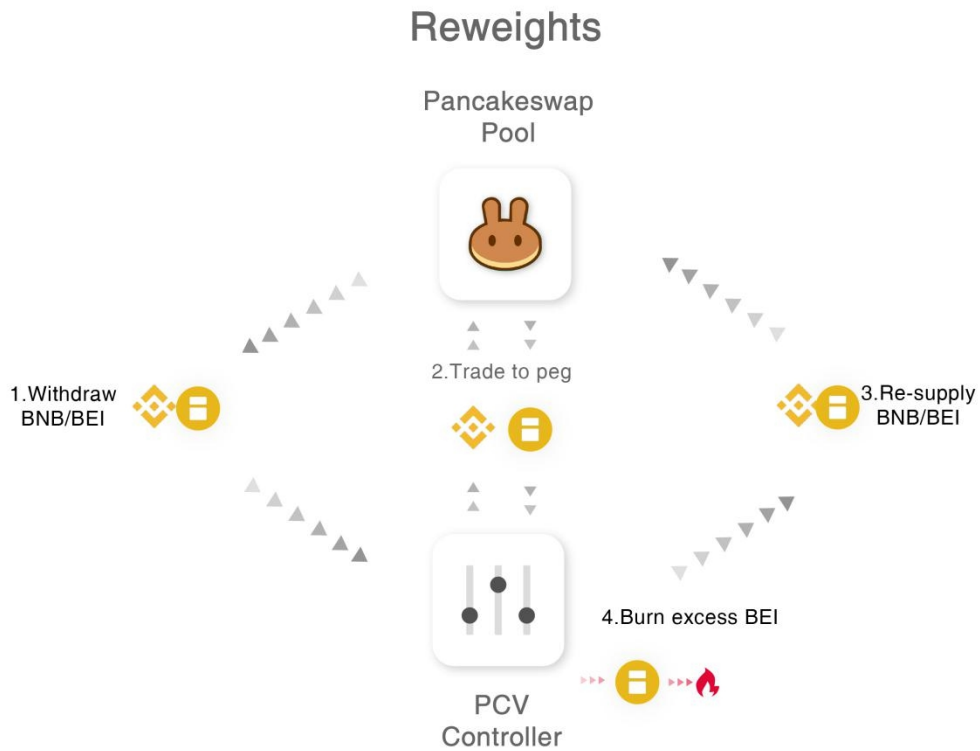 Reweights
Pancakeswap
Pool
1.Withdraw
BNB/BEI
2.Trade to peg
3.Re-supply
BNB/BEI
4.Burn excess BEI
PCV
Controller